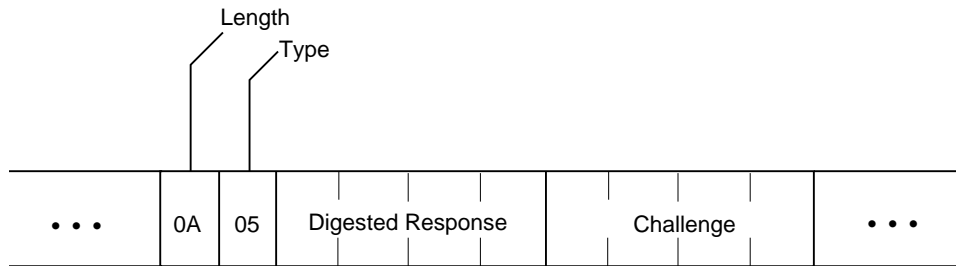 Length
Type
• • • 0A 05 Digested Response Challenge • • •